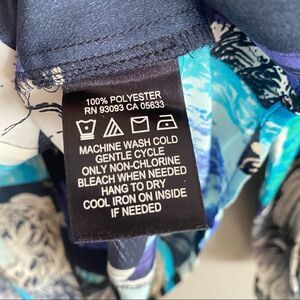 100% POLYESTER
RN 93093 CA 05633
MACHINE WASH COLD
GENTLE CYCLE
ONLY NON-CHLORINE
BLEACH WHEN NEEDED
HANG TO DRY
COOL IRON ON INSIDE
IF NEEDED